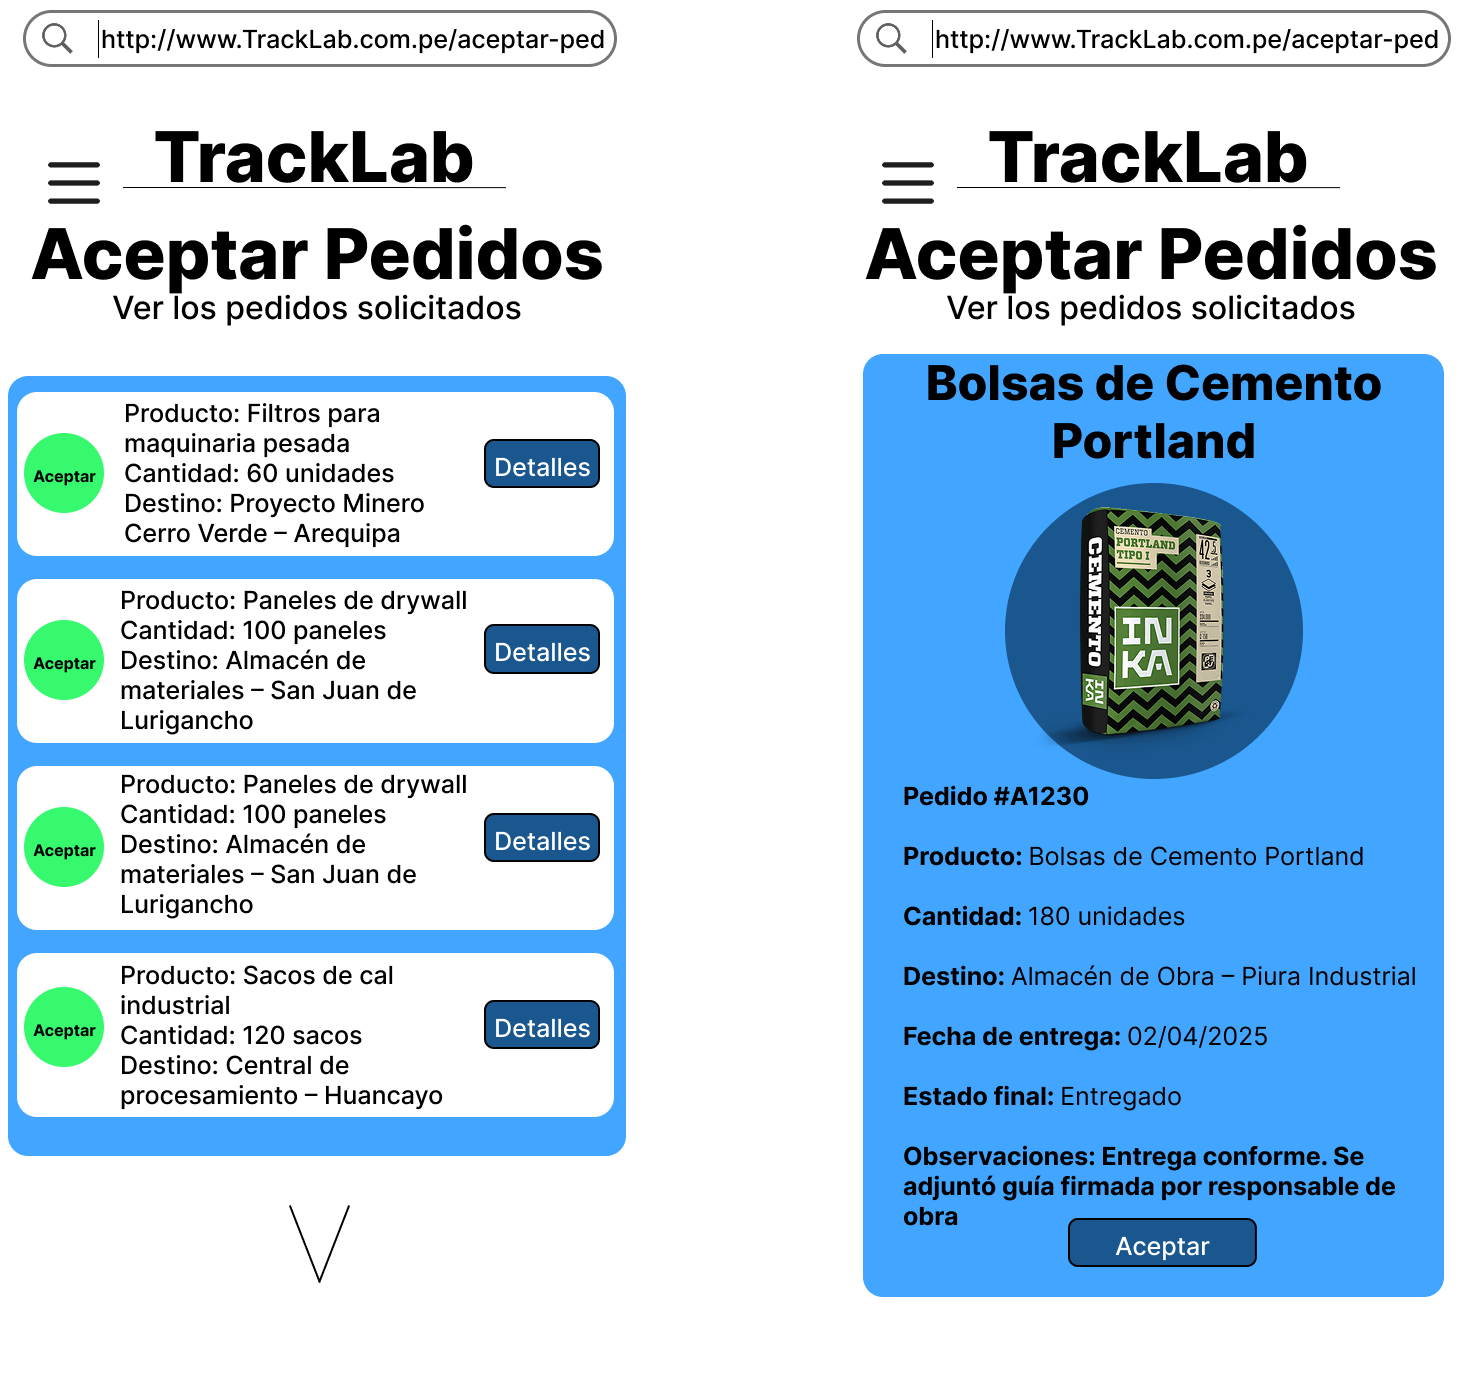 http://www.TrackLab.com.pe/aceptar-ped
TrackLab
Aceptar Pedidos
Ver los pedidos solicitados
Aceptar
Producto: Filtros para
maquinaria pesada
Cantidad: 60 unidades
Destino: Proyecto Minero
Cerro Verde – Arequipa
Detalles
Aceptar
Producto: Paneles de drywall
Cantidad: 100 paneles
Destino: Almacén de
materiales – San Juan de
Lurigancho
Detalles
Aceptar
Producto: Paneles de drywall
Cantidad: 100 paneles
Destino: Almacén de
materiales – San Juan de
Lurigancho
Detalles
Aceptar
Producto: Sacos de cal
industrial
Cantidad: 120 sacos
Destino: Central de
procesamiento – Huancayo
Detalles
http://www.TrackLab.com.pe/aceptar-ped
TrackLab
Aceptar Pedidos
Ver los pedidos solicitados
Bolsas de Cemento
Portland
CEMENTO
INKA
CEMENTO
PORTLAND
TIPO I
IN
KA
42.5
3
Pedido #A1230
Producto: Bolsas de Cemento Portland
Cantidad: 180 unidades
Destino: Almacén de Obra – Piura Industrial
Fecha de entrega: 02/04/2025
Estado final: Entregado
Observaciones: Entrega conforme. Se
adjuntó guía firmada por responsable de
obra
Aceptar